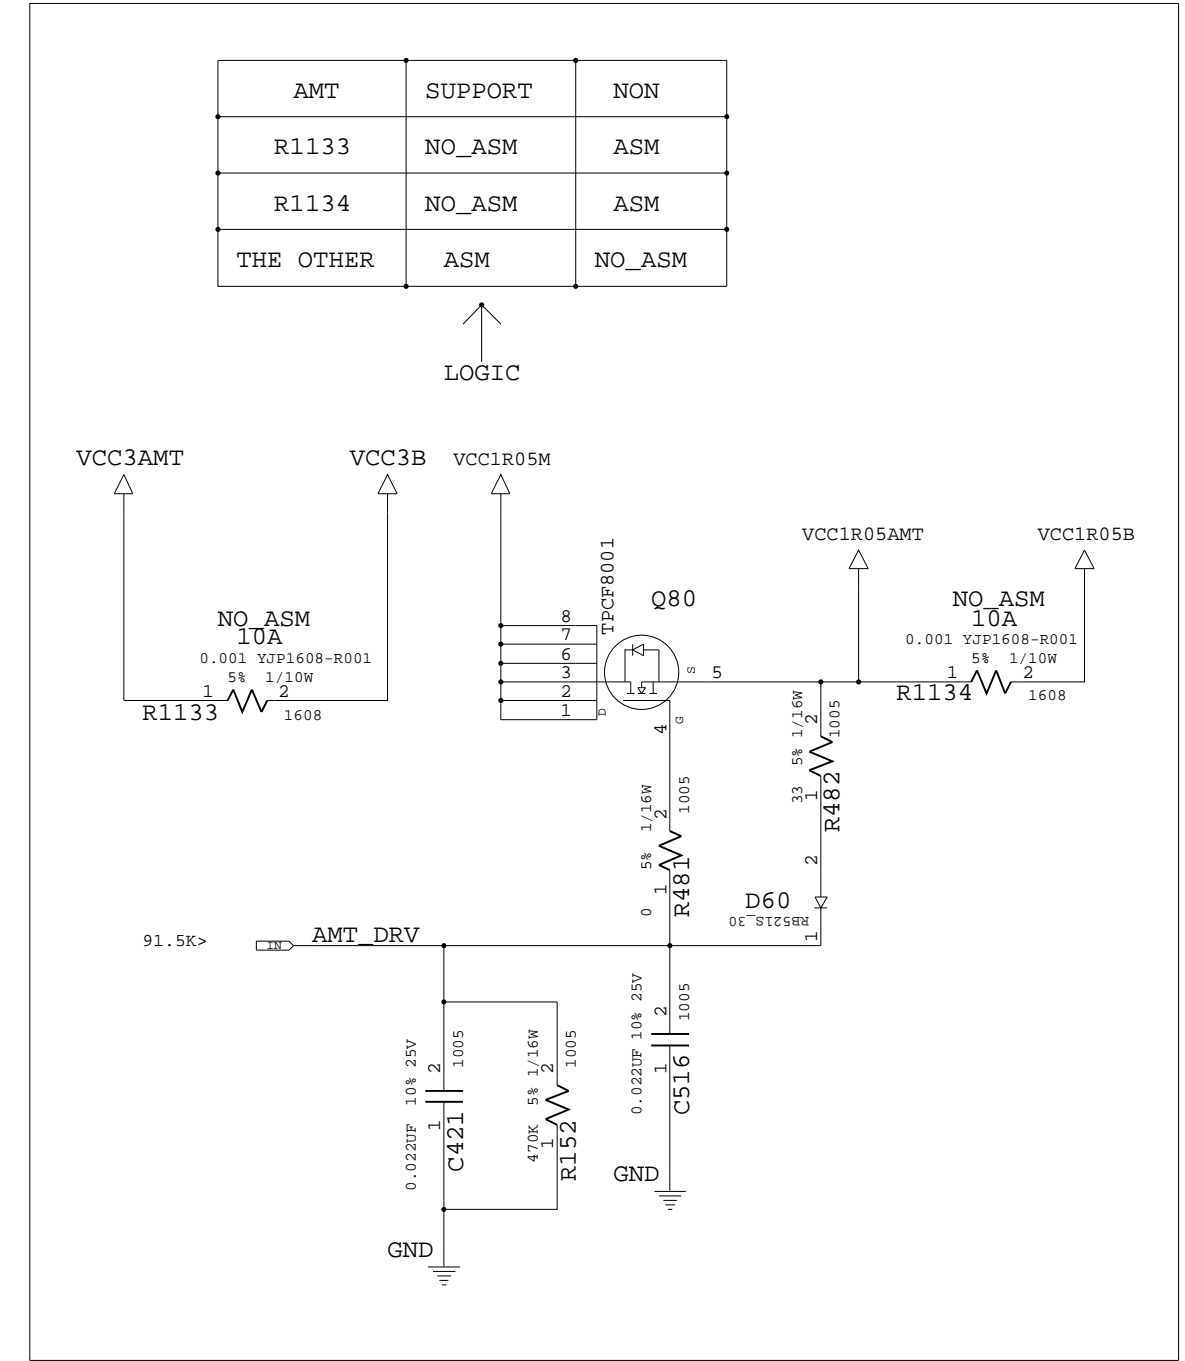 AMT SUPPORT NON
R1133 NO_ASM ASM
R1134 NO_ASM ASM
THE OTHER ASM NO_ASM
LOGIC
VCC3AMT
VCC3B
VCC1R05M
VCC1R05AMT
VCC1R05B
NO_ASM
10A
0.001 YJP1608-R001
5% 1/10W
1 2
R1133
1608
TPCF8001
Q80
8
7
6
3
2
1
D
S
5
4
G
NO_ASM
10A
0.001 YJP1608-R001
5% 1/10W
1 2
R1134
1608
33 5% 1/16W
1 2
1005
R482
0 5% 1/16W
1 2
1005
R481
2
D60
RB521S_30
1
91.5K>
IN
AMT_DRV
0.022UF 10% 25V
1 2
1005
C421
470K 5% 1/16W
1 2
1005
R152
0.022UF 10% 25V
1 2
1005
C516
GND
GND